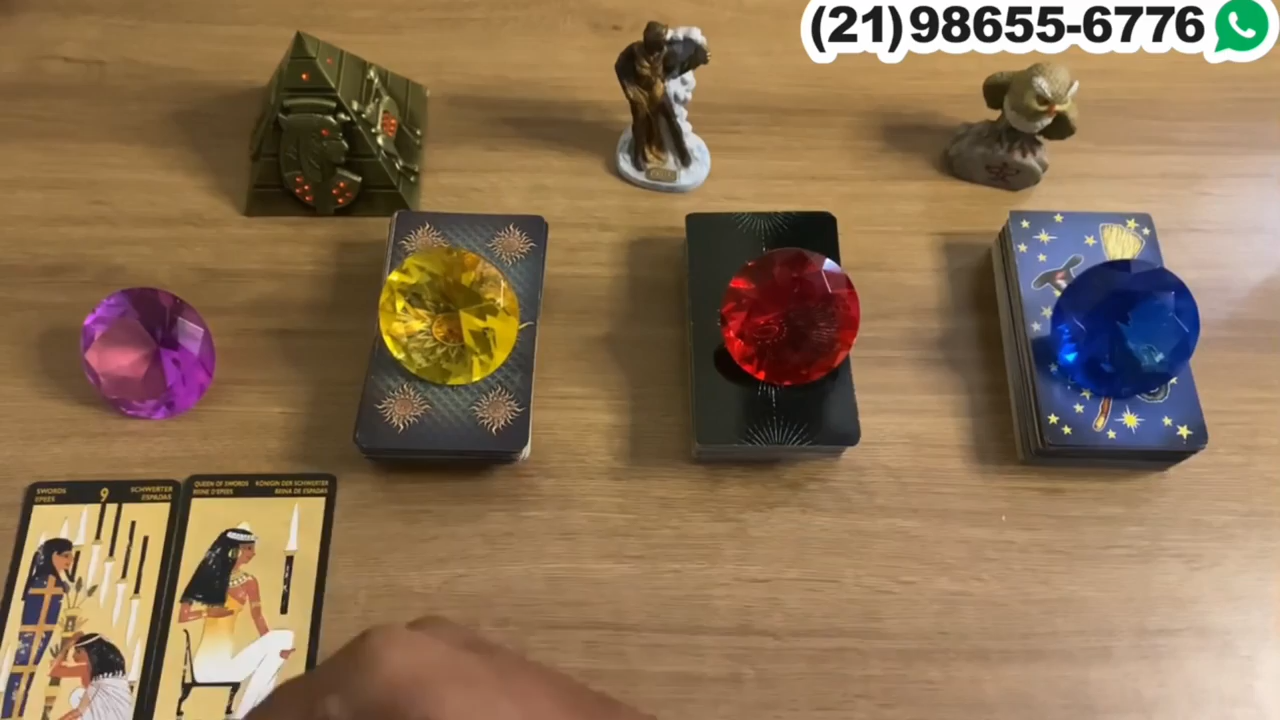 (21)98655-6776
SWORDS 9 SCHWERTER
EPEES ESPADAS
QUEEN OF SWORDS KÖNIGIN DER SCHWERTER
REINE D'EPEES REINA DE ESPADAS